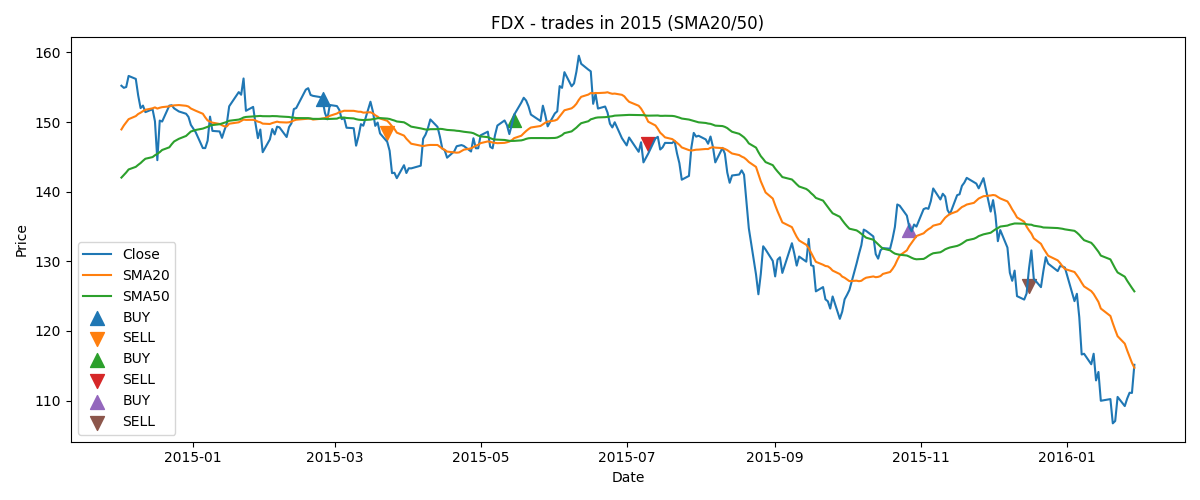 FDX - trades in 2015 (SMA20/50)
160
150
140
130
120
110
Price
Close
SMA20
SMA50
BUY
SELL
BUY
SELL
BUY
SELL
2015-01
2015-03
2015-05
2015-07
2015-09
2015-11
2016-01
Date